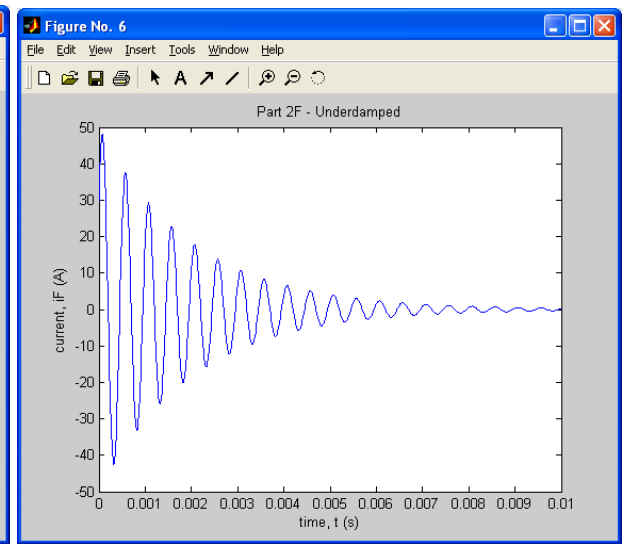 Figure No. 6
File Edit View Insert Tools Window Help
A
Part 2F - Underdamped
50
40
30
20
10
0
-10
-20
-30
-40
-50
current, iF (A)
0 0.001 0.002 0.003 0.004 0.005 0.006 0.007 0.008 0.009 0.01
time, t (s)